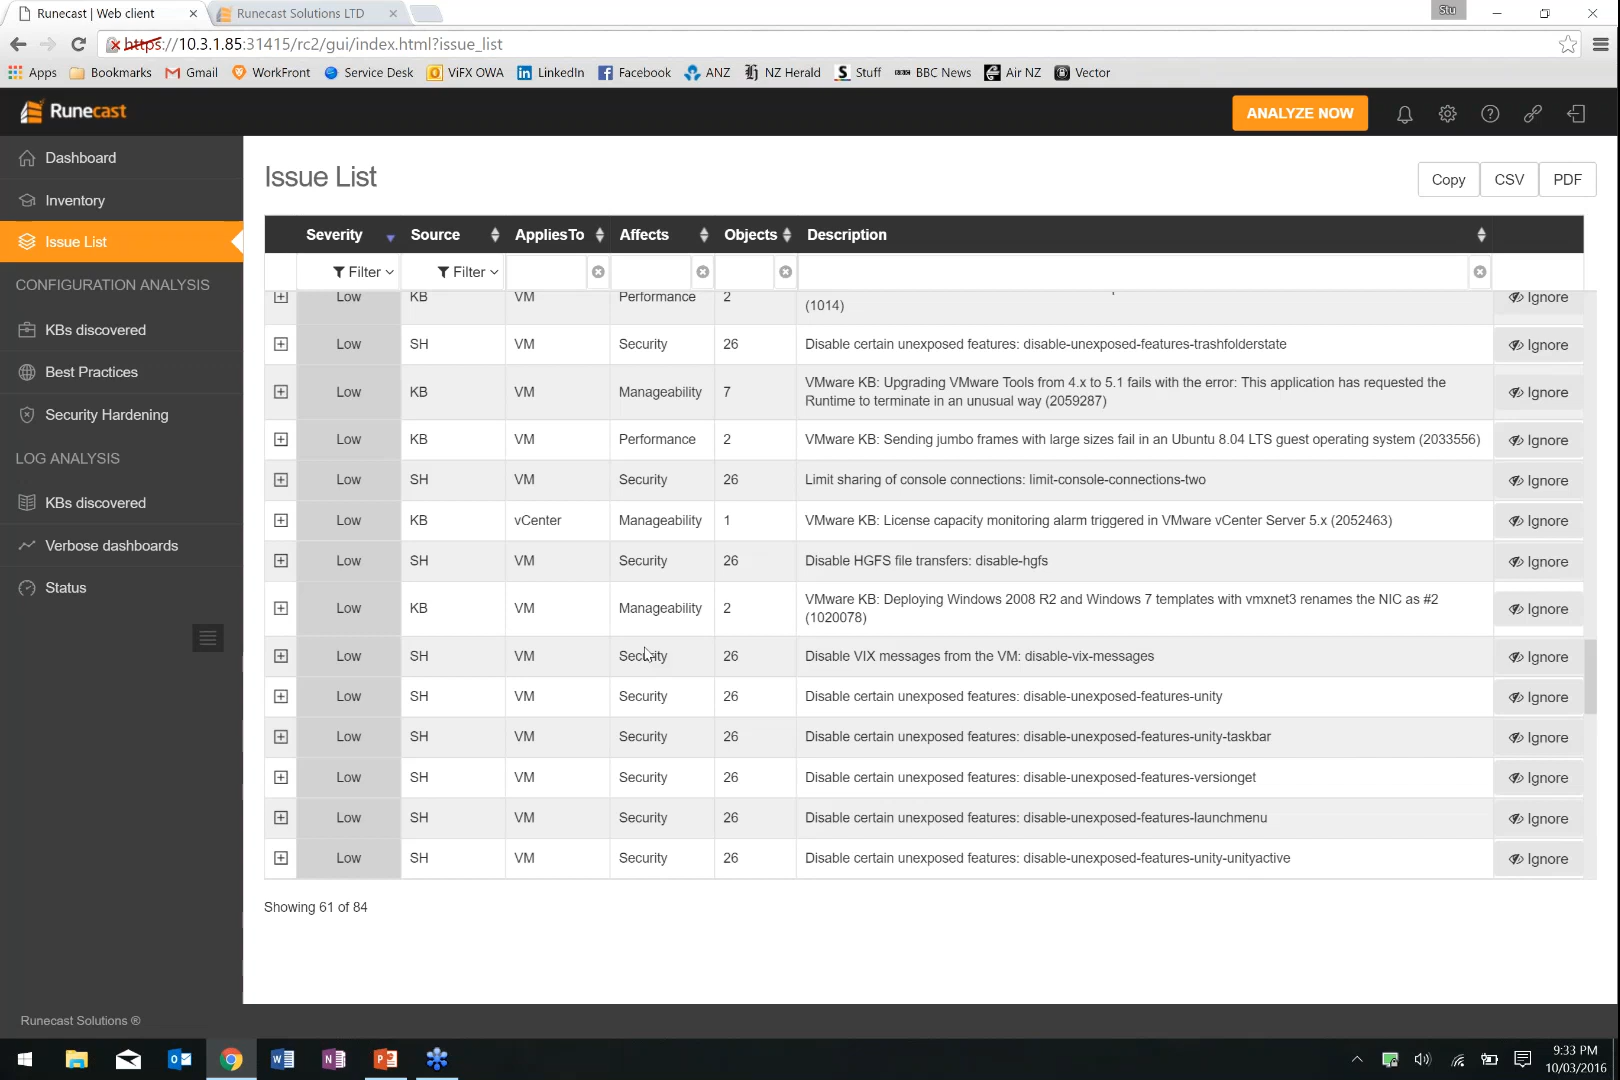 Runecast | Web client
Runecast Solutions LTD
Stu
https://10.3.1.85:31415/rc2/gui/index.html?issue_list
Apps Bookmarks Gmail WorkFront Service Desk ViFX OWA LinkedIn Facebook ANZ NZ Herald Stuff BBC News Air NZ Vector
Runecast
ANALYZE NOW
Dashboard
Inventory
Issue List
CONFIGURATION ANALYSIS
KBs discovered
Best Practices
Security Hardening
LOG ANALYSIS
KBs discovered
Verbose dashboards
Status
Runecast Solutions ®
Issue List
Copy CSV PDF
Severity Source AppliesTo Affects Objects Description
Filter Filter
Low KB VM Performance 2 (1014) Ignore
Low SH VM Security 26 Disable certain unexposed features: disable-unexposed-features-trashfolderstate Ignore
Low KB VM Manageability 7 VMware KB: Upgrading VMware Tools from 4.x to 5.1 fails with the error: This application has requested the
Runtime to terminate in an unusual way (2059287) Ignore
Low KB VM Performance 2 VMware KB: Sending jumbo frames with large sizes fail in an Ubuntu 8.04 LTS guest operating system (2033556) Ignore
Low SH VM Security 26 Limit sharing of console connections: limit-console-connections-two Ignore
Low KB vCenter Manageability 1 VMware KB: License capacity monitoring alarm triggered in VMware vCenter Server 5.x (2052463) Ignore
Low SH VM Security 26 Disable HGFS file transfers: disable-hgfs Ignore
Low KB VM Manageability 2 VMware KB: Deploying Windows 2008 R2 and Windows 7 templates with vmxnet3 renames the NIC as #2
(1020078) Ignore
Low SH VM Security 26 Disable VIX messages from the VM: disable-vix-messages Ignore
Low SH VM Security 26 Disable certain unexposed features: disable-unexposed-features-unity Ignore
Low SH VM Security 26 Disable certain unexposed features: disable-unexposed-features-unity-taskbar Ignore
Low SH VM Security 26 Disable certain unexposed features: disable-unexposed-features-versionget Ignore
Low SH VM Security 26 Disable certain unexposed features: disable-unexposed-features-launchmenu Ignore
Low SH VM Security 26 Disable certain unexposed features: disable-unexposed-features-unity-unityactive Ignore
Showing 61 of 84
9:33 PM
10/03/2016